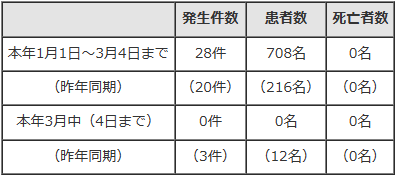 発生件数 患者数 死亡者数
本年1月1日～3月4日まで 28件 708名 0名
（昨年同期） （20件） （216名） （0名）
本年3月中（4日まで） 0件 0名 0名
（昨年同期） （3件） （12名） （0名）